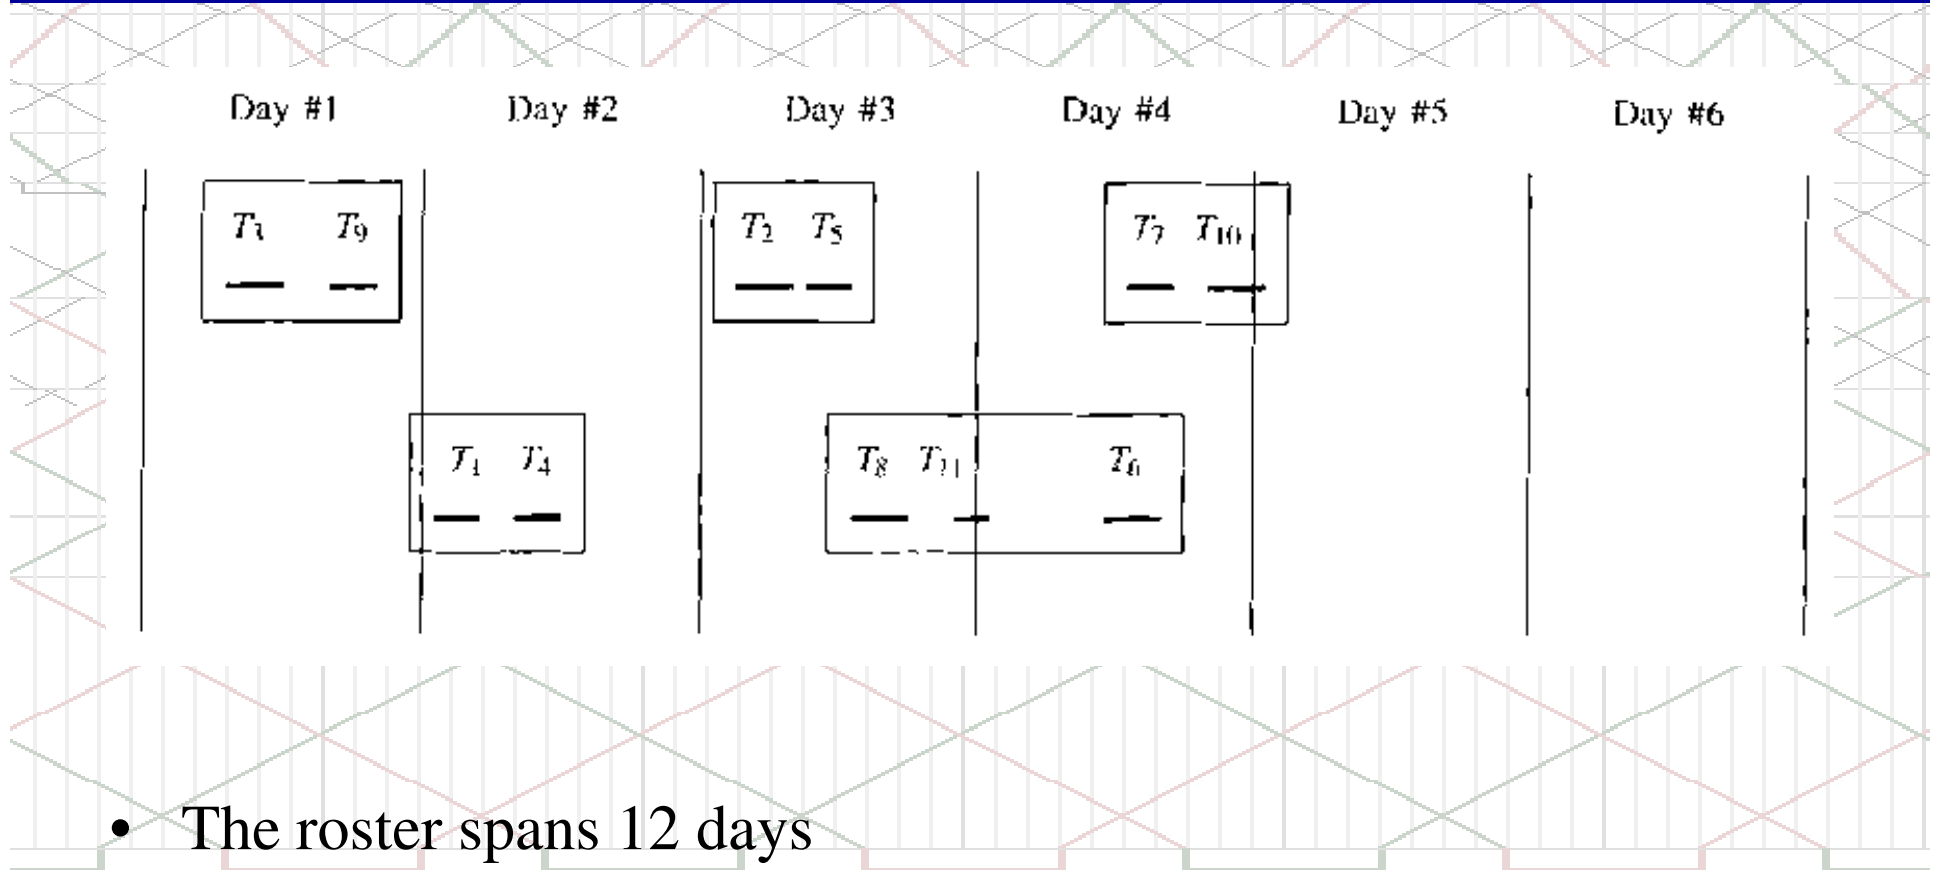 Day #1 Day #2 Day #3 Day #4 Day #5 Day #6
T3 T9 T2 T5 T7 T10
T1 T4 T8 T11 T6
• The roster spans 12 days